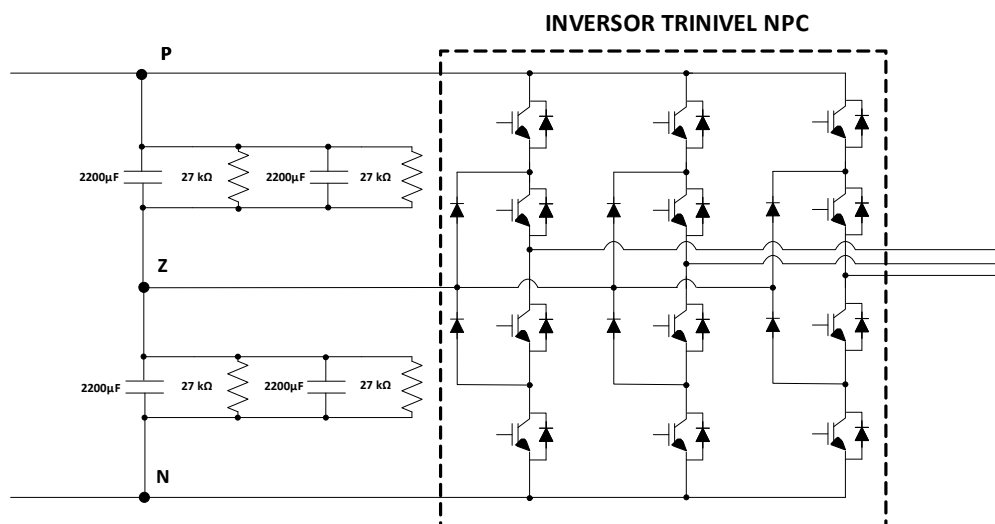 INVERSOR TRINIVEL NPC
P
2200µF
27 kΩ
2200µF
27 kΩ
Z
2200µF
27 kΩ
2200µF
27 kΩ
N